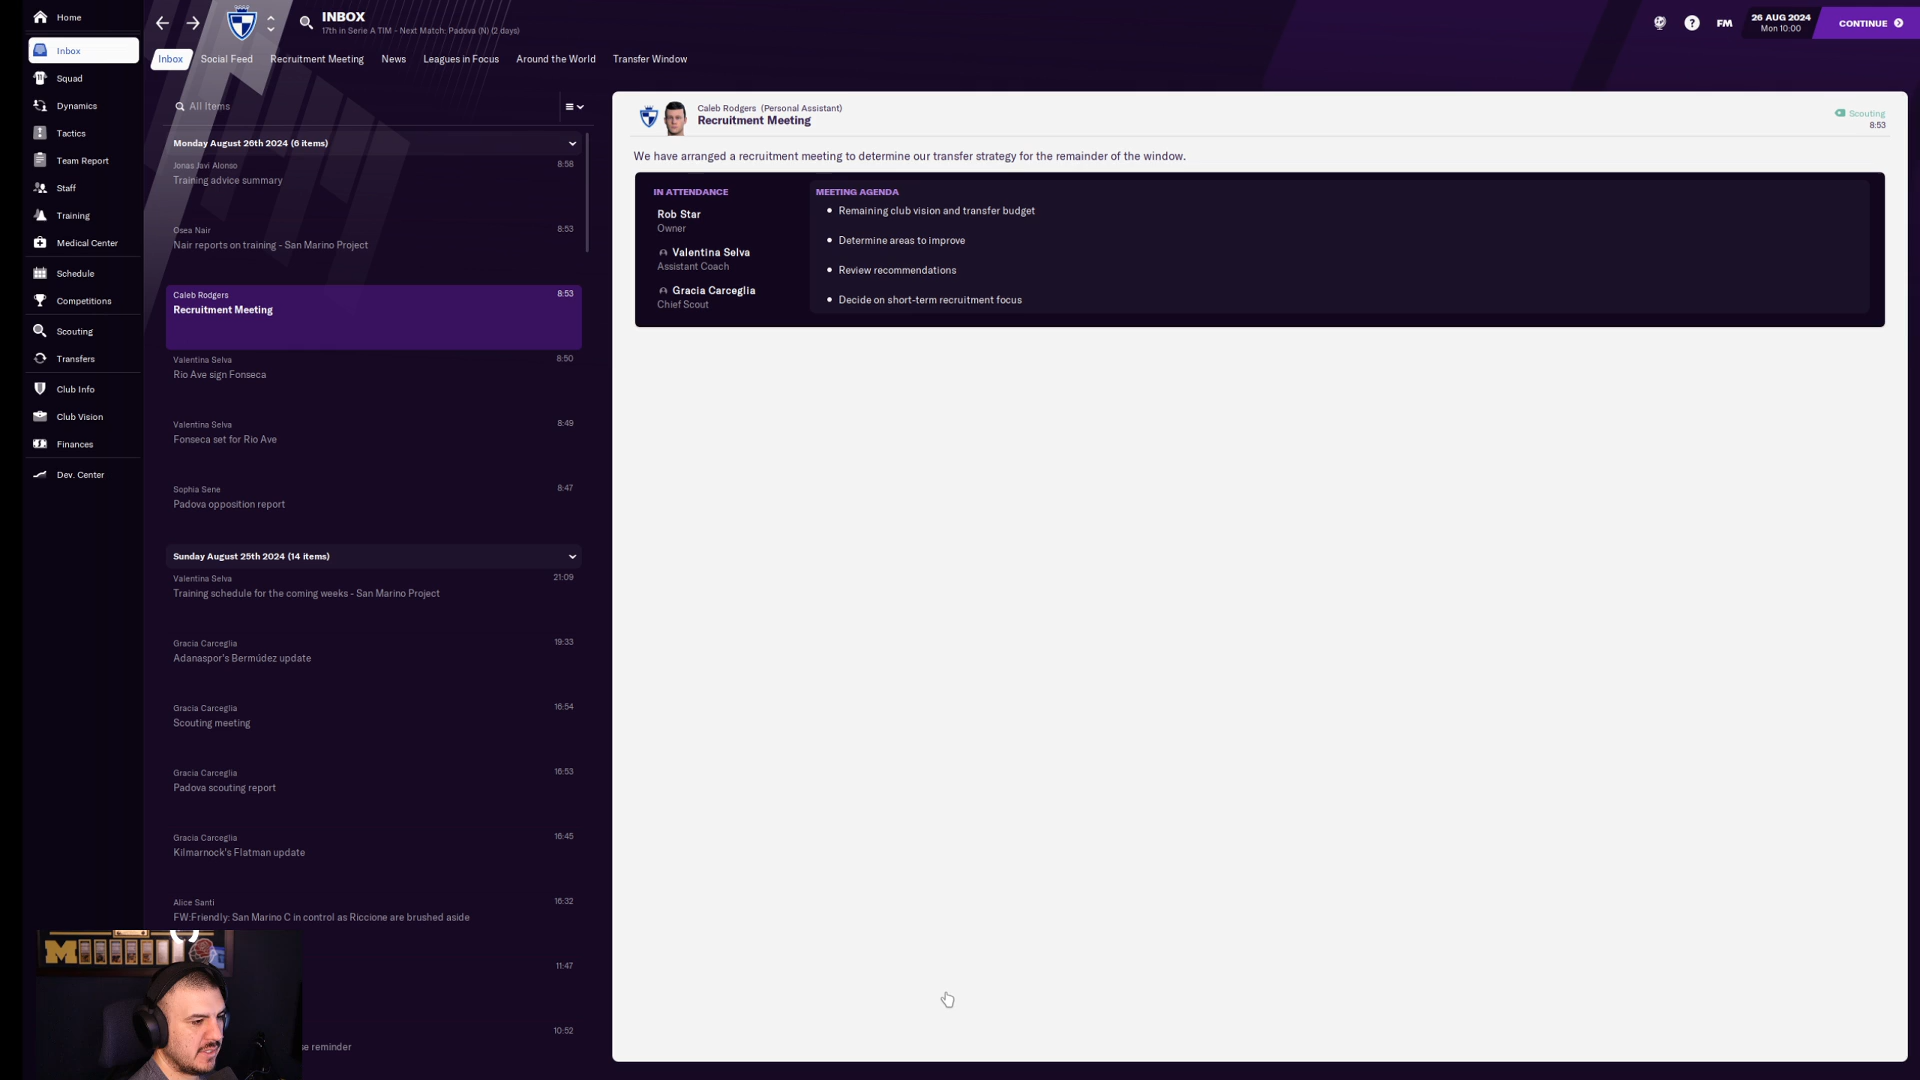 Home
Inbox
Squad
Dynamics
Tactics
Team Report
Staff
Training
Medical Center
Schedule
Competitions
Scouting
Transfers
Club Info
Club Vision
Finances
Dev. Center
INBOX
17th in Serie A TIM - Next Match: Padova (N) (2 days)
FM
26 AUG 2024
Mon 10:00
CONTINUE
Inbox
Social Feed
Recruitment Meeting
News
Leagues in Focus
Around the World
Transfer Window
All Items
Monday August 26th 2024 (6 items)
Jonas Javi Alonso 8:58
Training advice summary
Osea Nair 8:53
Nair reports on training - San Marino Project
Caleb Rodgers 8:53
Recruitment Meeting
Valentina Selva 8:50
Rio Ave sign Fonseca
Valentina Selva 8:49
Fonseca set for Rio Ave
Sophia Sene 8:47
Padova opposition report
Sunday August 25th 2024 (14 items)
Valentina Selva 21:09
Training schedule for the coming weeks - San Marino Project
Gracia Carceglia 19:33
Adanaspor's Bermúdez update
Gracia Carceglia 16:54
Scouting meeting
Gracia Carceglia 16:53
Padova scouting report
Gracia Carceglia 16:45
Kilmarnock's Flatman update
Alice Santi 16:32
FW:Friendly: San Marino C in control as Riccione are brushed aside
11:47
10:52
se reminder
M
Caleb Rodgers (Personal Assistant)
Recruitment Meeting
Scouting
8:53
We have arranged a recruitment meeting to determine our transfer strategy for the remainder of the window.
IN ATTENDANCE
Rob Star
Owner
Valentina Selva
Assistant Coach
Gracia Carceglia
Chief Scout
MEETING AGENDA
• Remaining club vision and transfer budget
• Determine areas to improve
• Review recommendations
• Decide on short-term recruitment focus